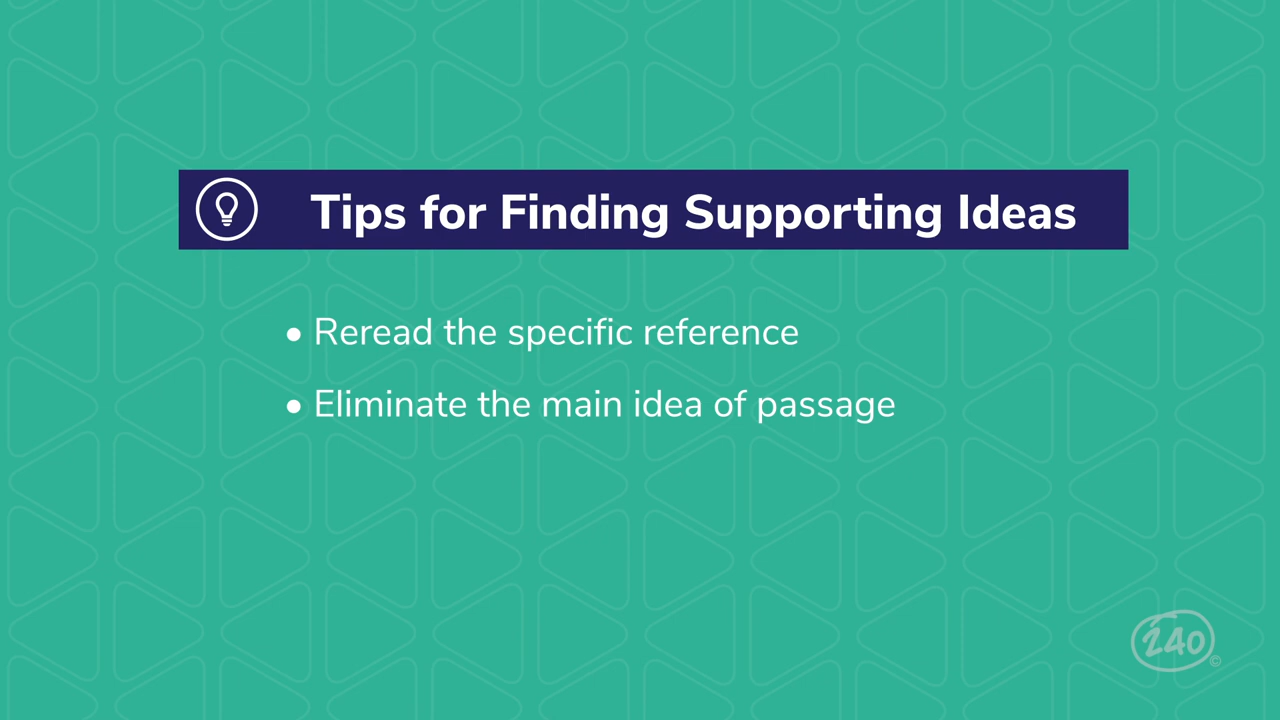 Tips for Finding Supporting Ideas
• Reread the specific reference
• Eliminate the main idea of passage
240
©